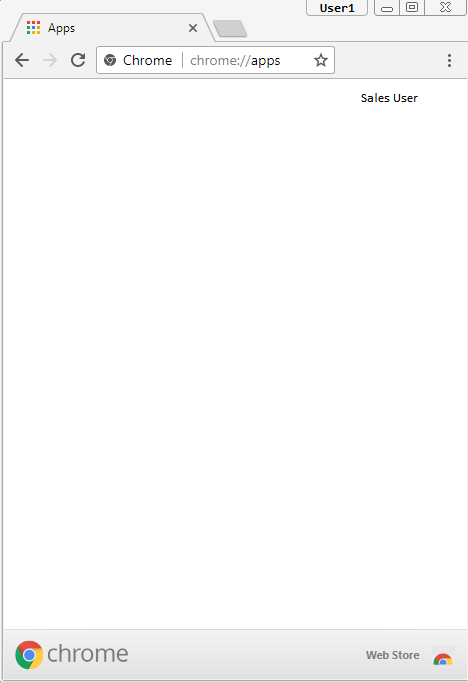 User1
Apps
Chrome chrome://apps
Sales User
chrome Web Store